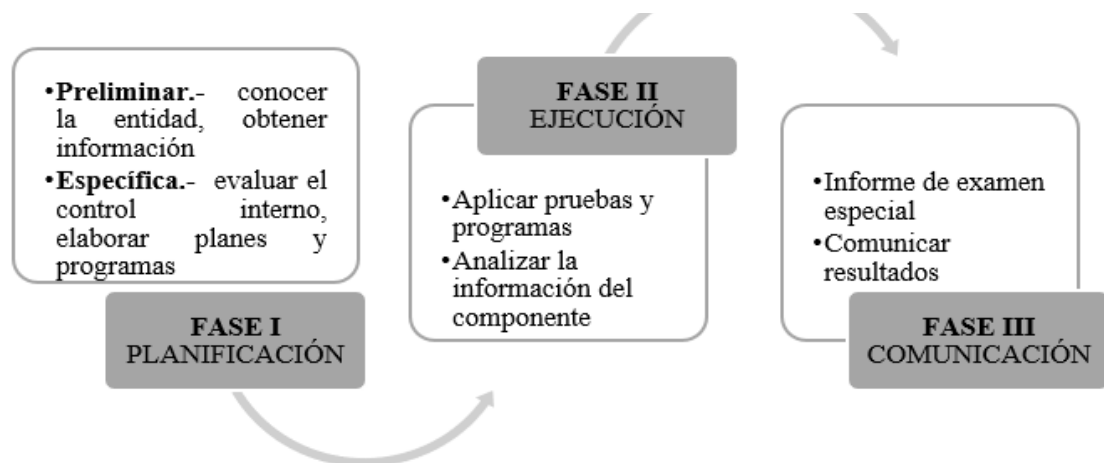 •Preliminar.- conocer
la entidad, obtener
información
•Específica.- evaluar el
control interno,
elaborar planes y
programas
FASE I
PLANIFICACIÓN
FASE II
EJECUCIÓN
•Aplicar pruebas y
programas
•Analizar la
información del
componente
•Informe de examen
especial
•Comunicar
resultados
FASE III
COMUNICACIÓN